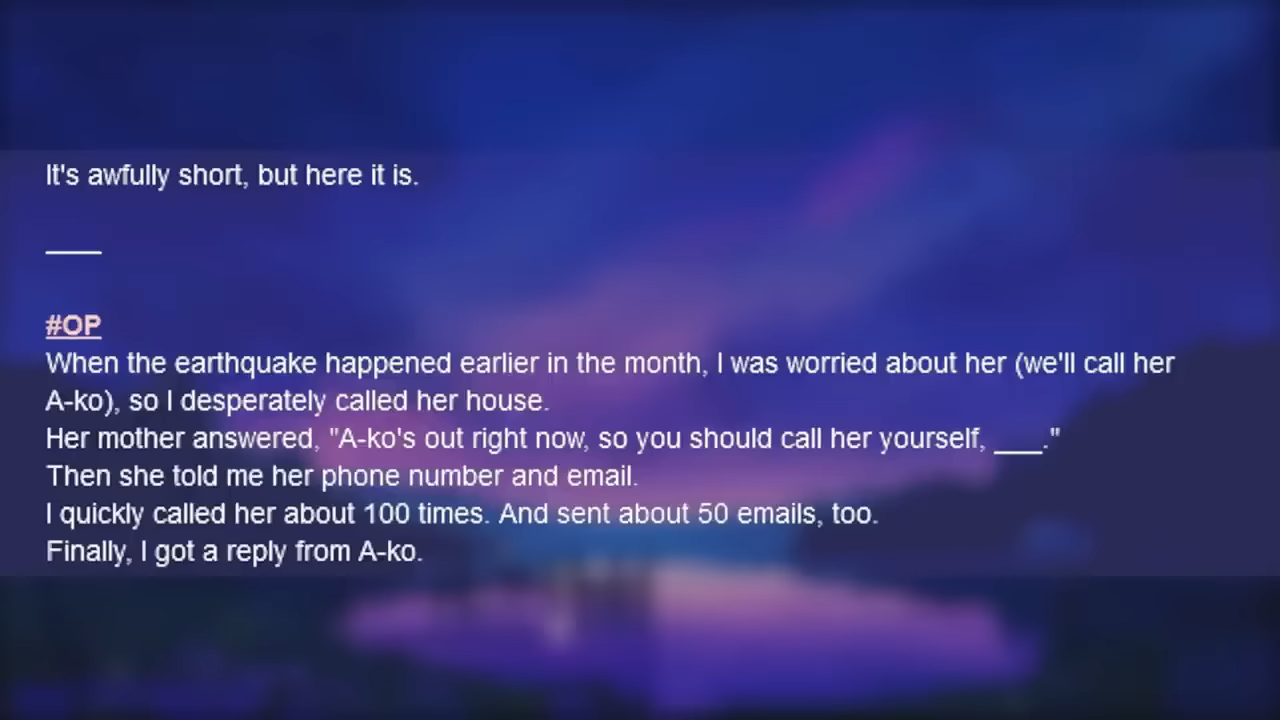 It's awfully short, but here it is.
____
#OP
When the earthquake happened earlier in the month, I was worried about her (we'll call her
A-ko), so I desperately called her house.
Her mother answered, "A-ko's out right now, so you should call her yourself, ___."
Then she told me her phone number and email.
I quickly called her about 100 times. And sent about 50 emails, too.
Finally, I got a reply from A-ko.